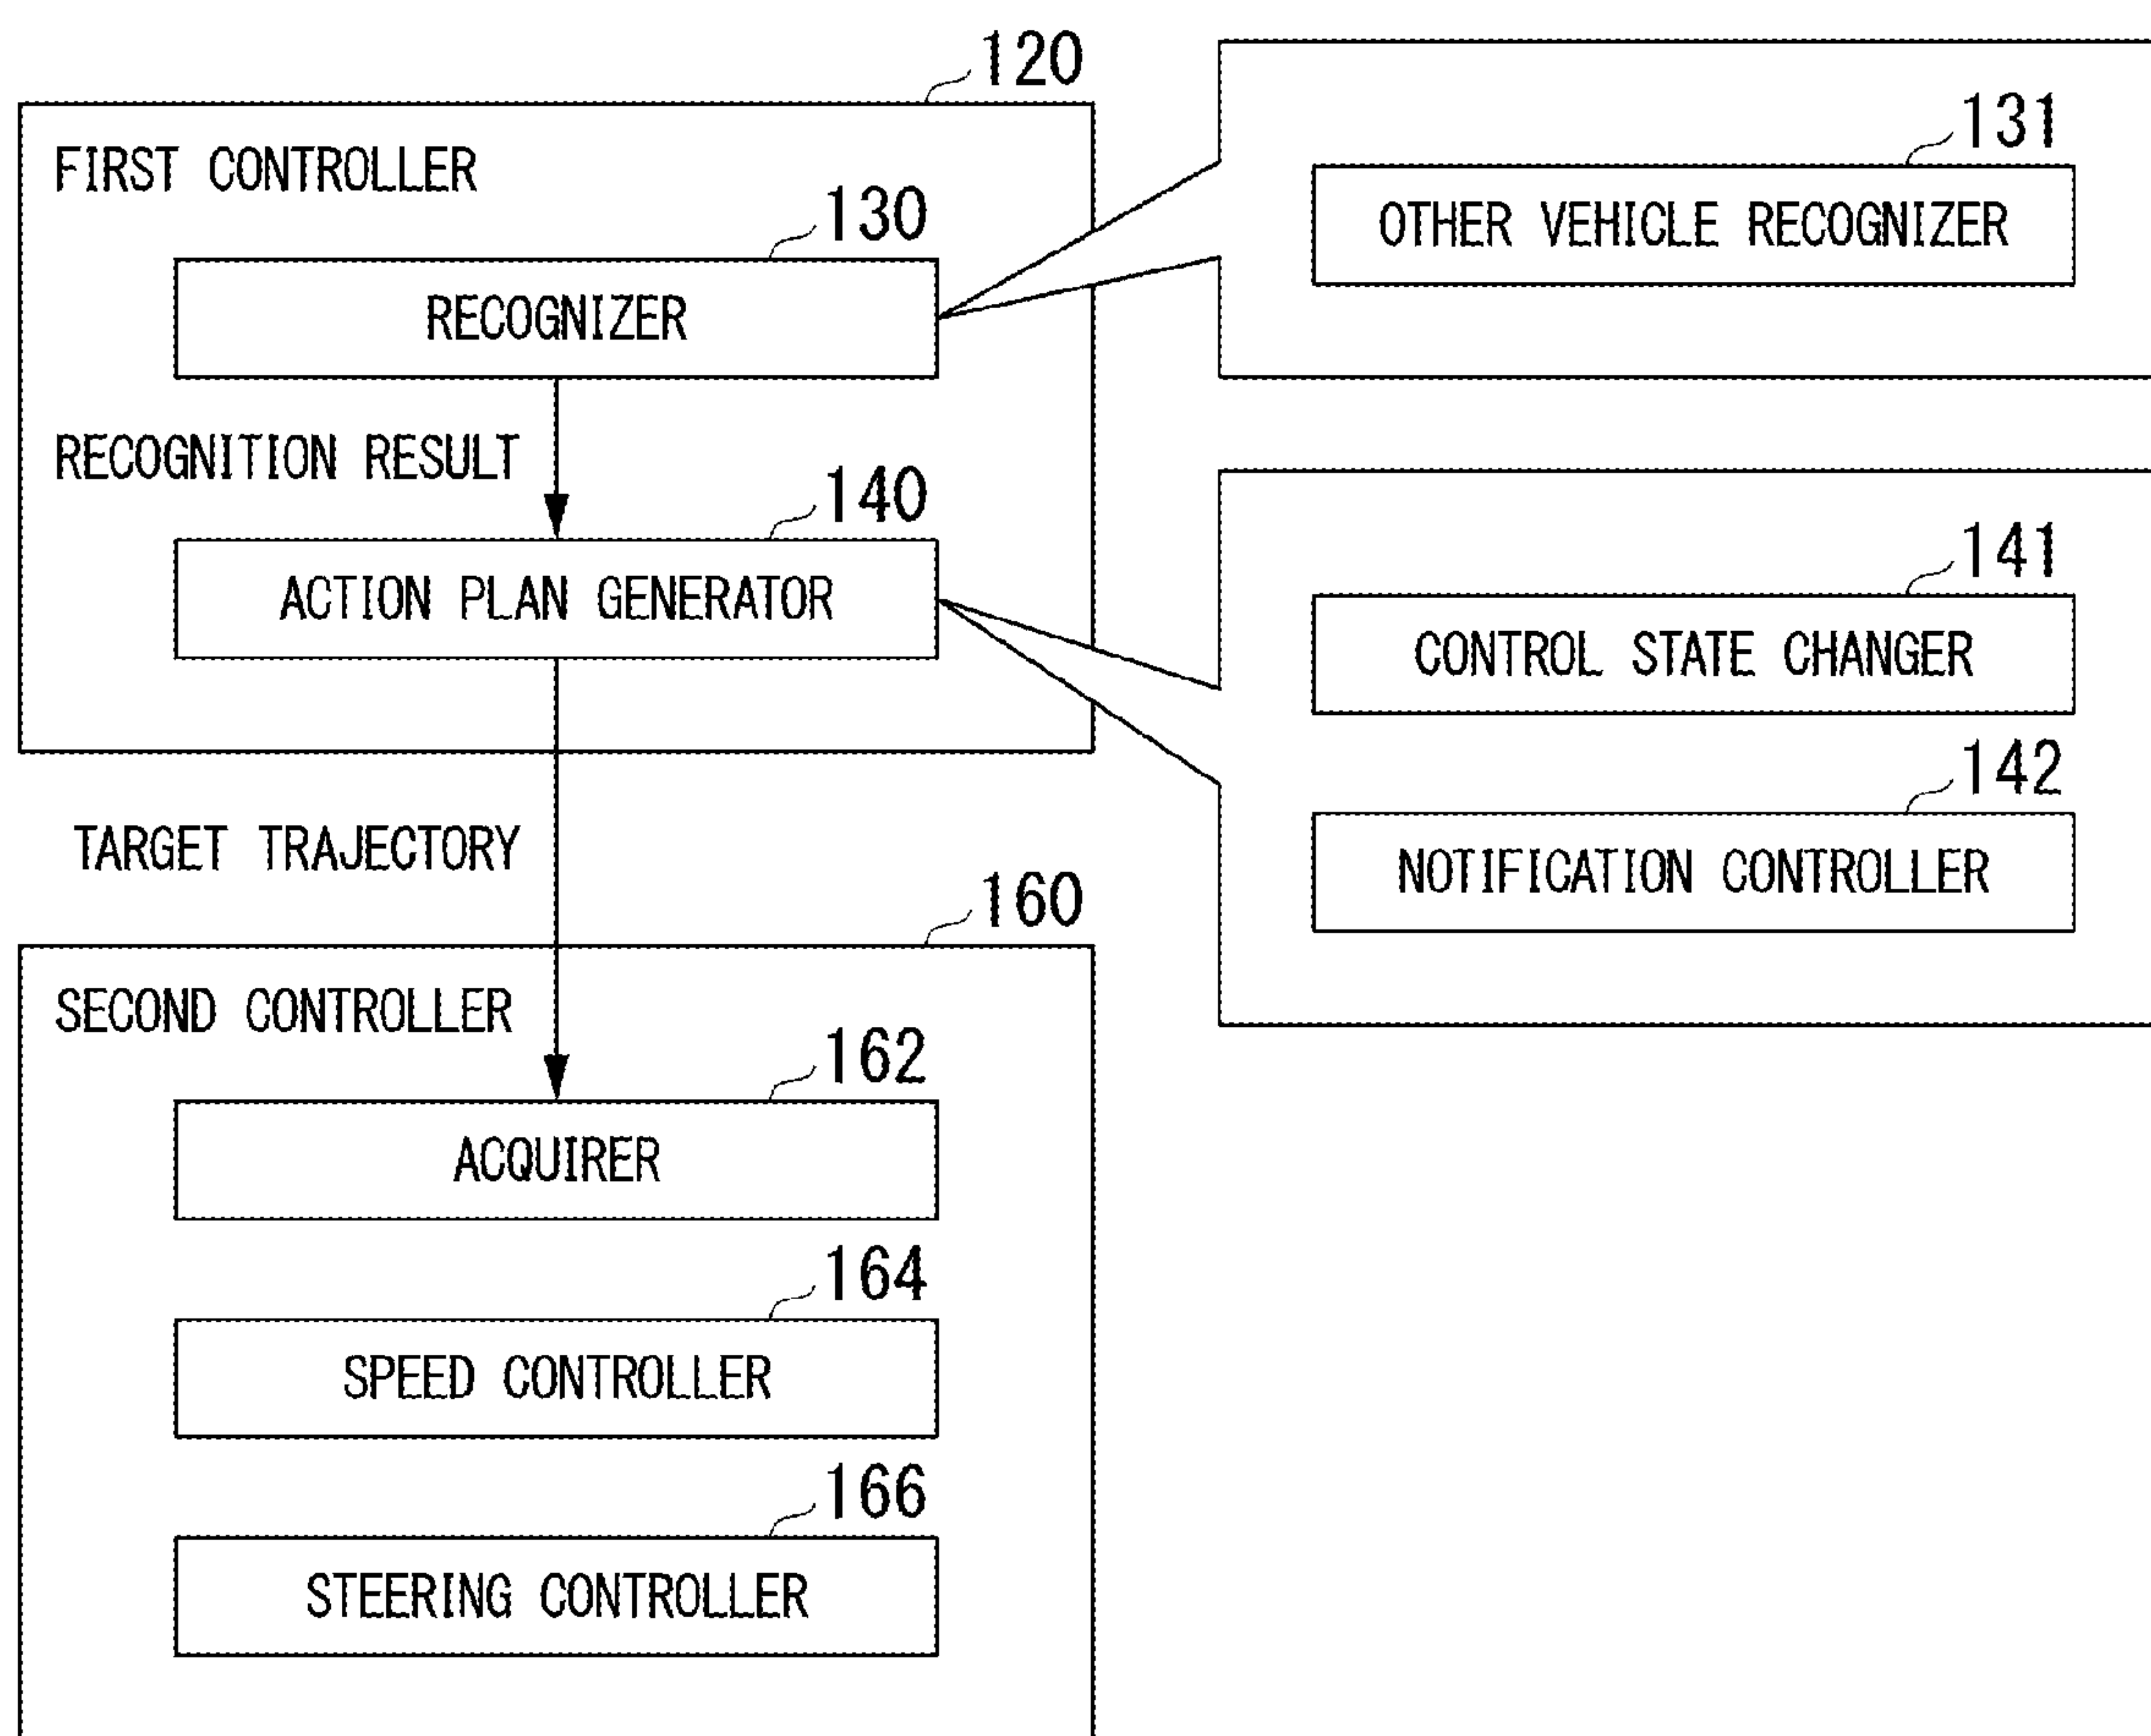 120
FIRST CONTROLLER
130
RECOGNIZER
RECOGNITION RESULT
140
ACTION PLAN GENERATOR
TARGET TRAJECTORY
160
SECOND CONTROLLER
162
ACQUIRER
164
SPEED CONTROLLER
166
STEERING CONTROLLER
131
OTHER VEHICLE RECOGNIZER
141
CONTROL STATE CHANGER
142
NOTIFICATION CONTROLLER